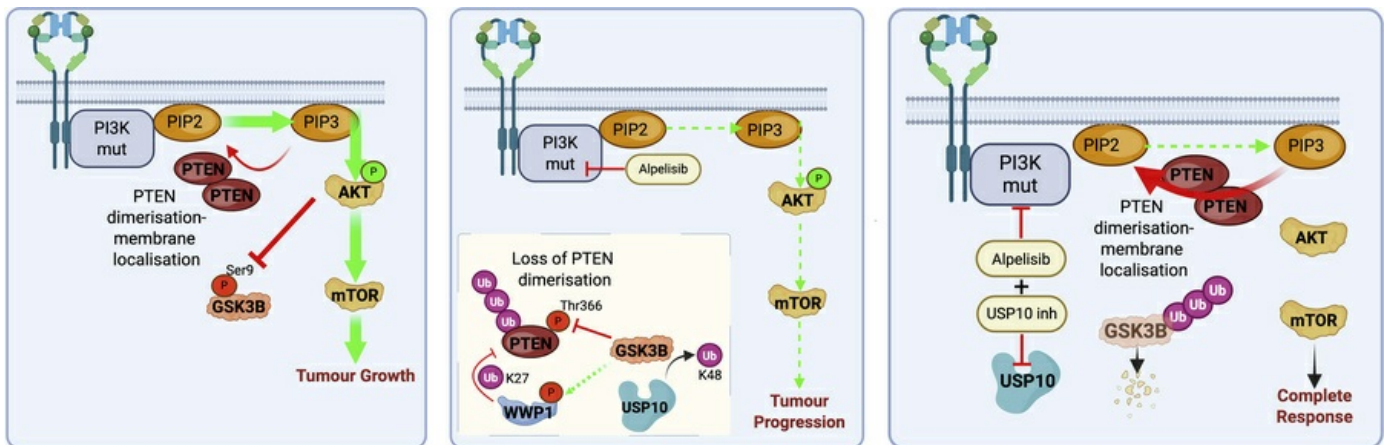 PI3K
mut
PIP2
PIP3
PTEN
PTEN
P
AKT
PTEN
dimerisation-
membrane
localisation
Ser9
P
GSK3B
mTOR
Tumour Growth
PI3K
mut
PIP2
PIP3
Alpelisib
P
AKT
mTOR
Tumour
Progression
Loss of PTEN
dimerisation
Ub
Ub
Ub
P
Thr366
PTEN
GSK3B
Ub
K27
P
WWP1
USP10
Ub
K48
PI3K
mut
PIP2
PIP3
PTEN
PTEN
PTEN
dimerisation-
membrane
localisation
AKT
Alpelisib
+
USP10 inh
USP10
GSK3B
Ub
Ub
Ub
mTOR
Complete
Response